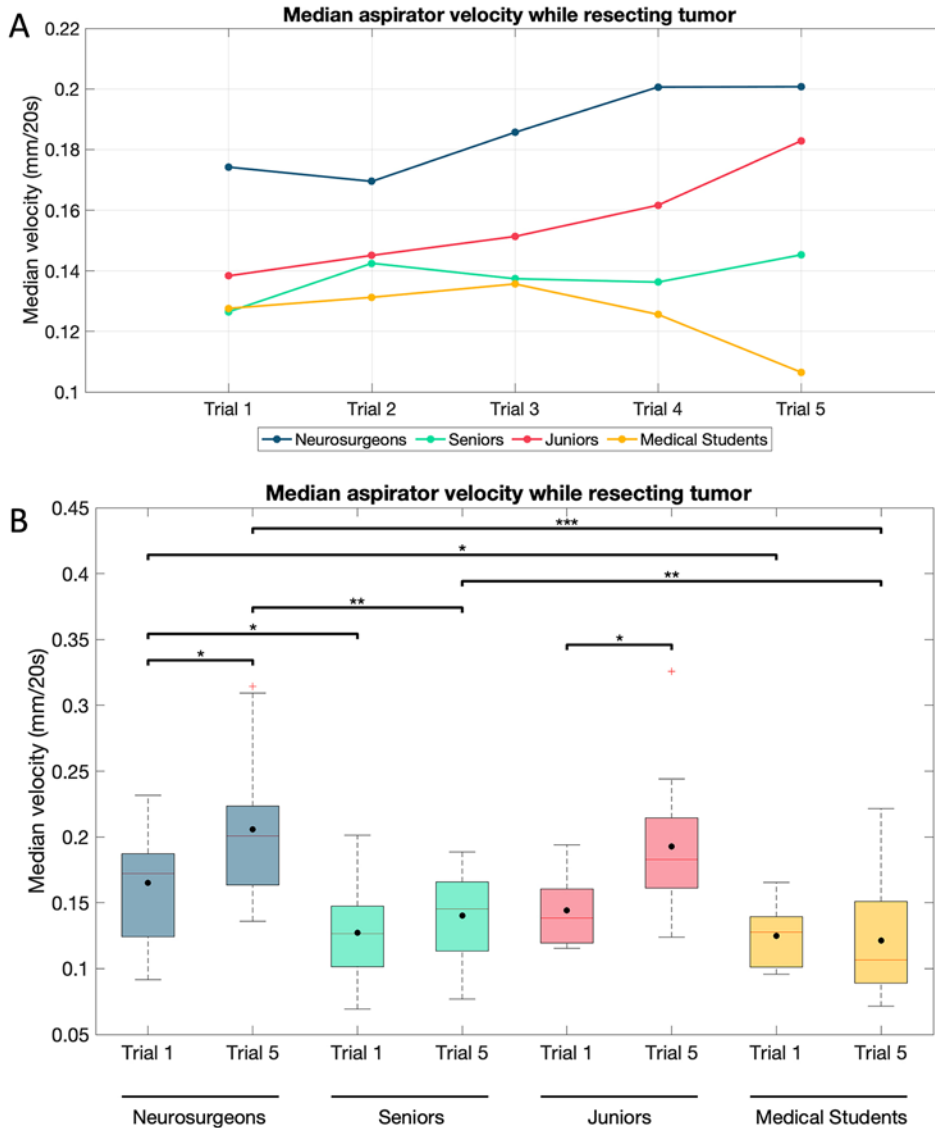 A
Median aspirator velocity while resecting tumor
Median velocity (mm/20s)
0.22
0.2
0.18
0.16
0.14
0.12
0.1
Trial 1 Trial 2 Trial 3 Trial 4 Trial 5
Neurosurgeons Seniors Juniors Medical Students
B
Median aspirator velocity while resecting tumor
Median velocity (mm/20s)
0.45
0.4
0.35
0.3
0.25
0.2
0.15
0.1
0.05
***
*
**
**
*
*
*
Trial 1 Trial 5 Trial 1 Trial 5 Trial 1 Trial 5 Trial 1 Trial 5
Neurosurgeons Seniors Juniors Medical Students